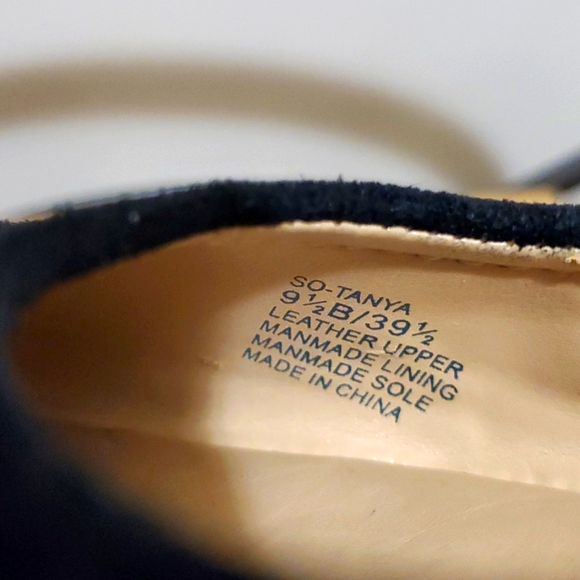 SO-TANYA
9½B/39½
LEATHER UPPER
MANMADE LINING
MANMADE SOLE
MADE IN CHINA